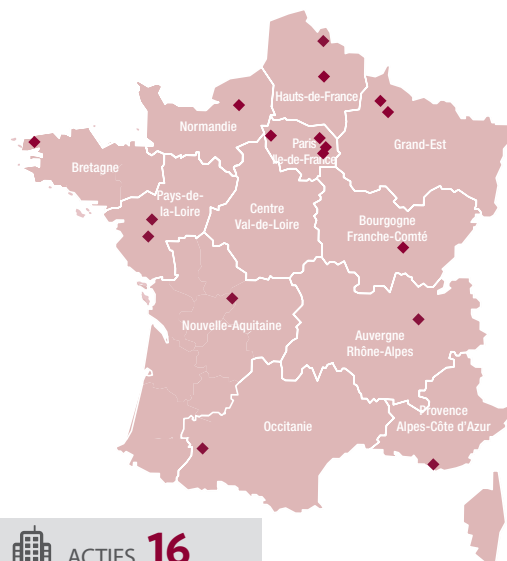 Hauts-de-France
Normandie
Paris
Ile-de-France
Grand-Est
Bretagne
Pays-de-
la-Loire
Centre
Val-de-Loire
Bourgogne
Franche-Comté
Nouvelle-Aquitaine
Auvergne
Rhône-Alpes
Provence
Alpes-Côte d'Azur
Occitanie
ACTIFS 16